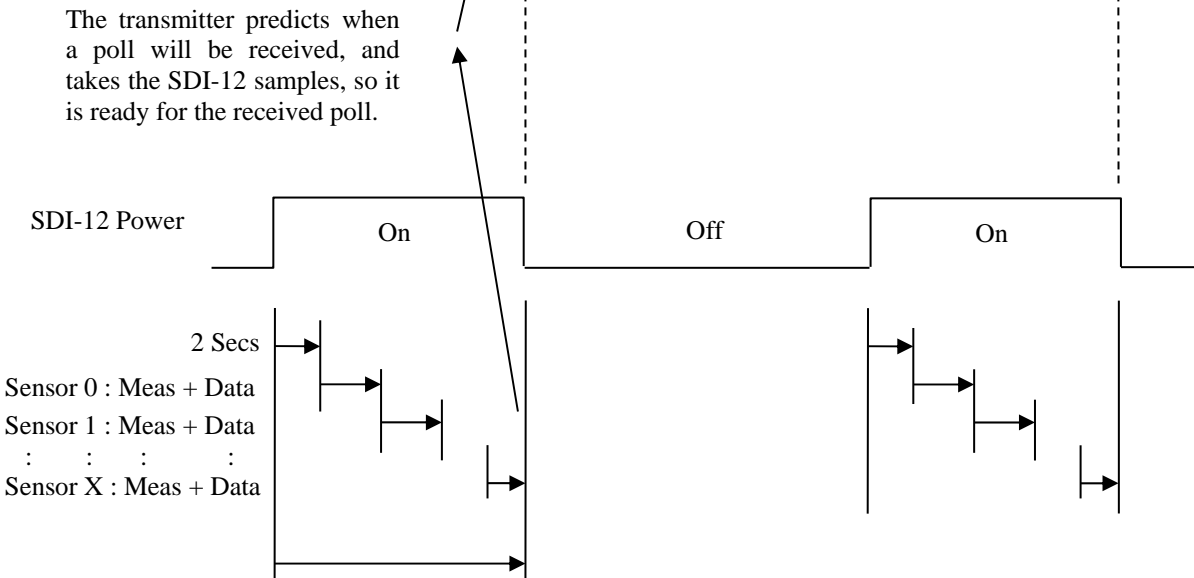 The transmitter predicts when
a poll will be received, and
takes the SDI-12 samples, so it
is ready for the received poll.
SDI-12 Power
On
Off
On
2 Secs
Sensor 0 : Meas + Data
Sensor 1 : Meas + Data
: : : :
Sensor X : Meas + Data